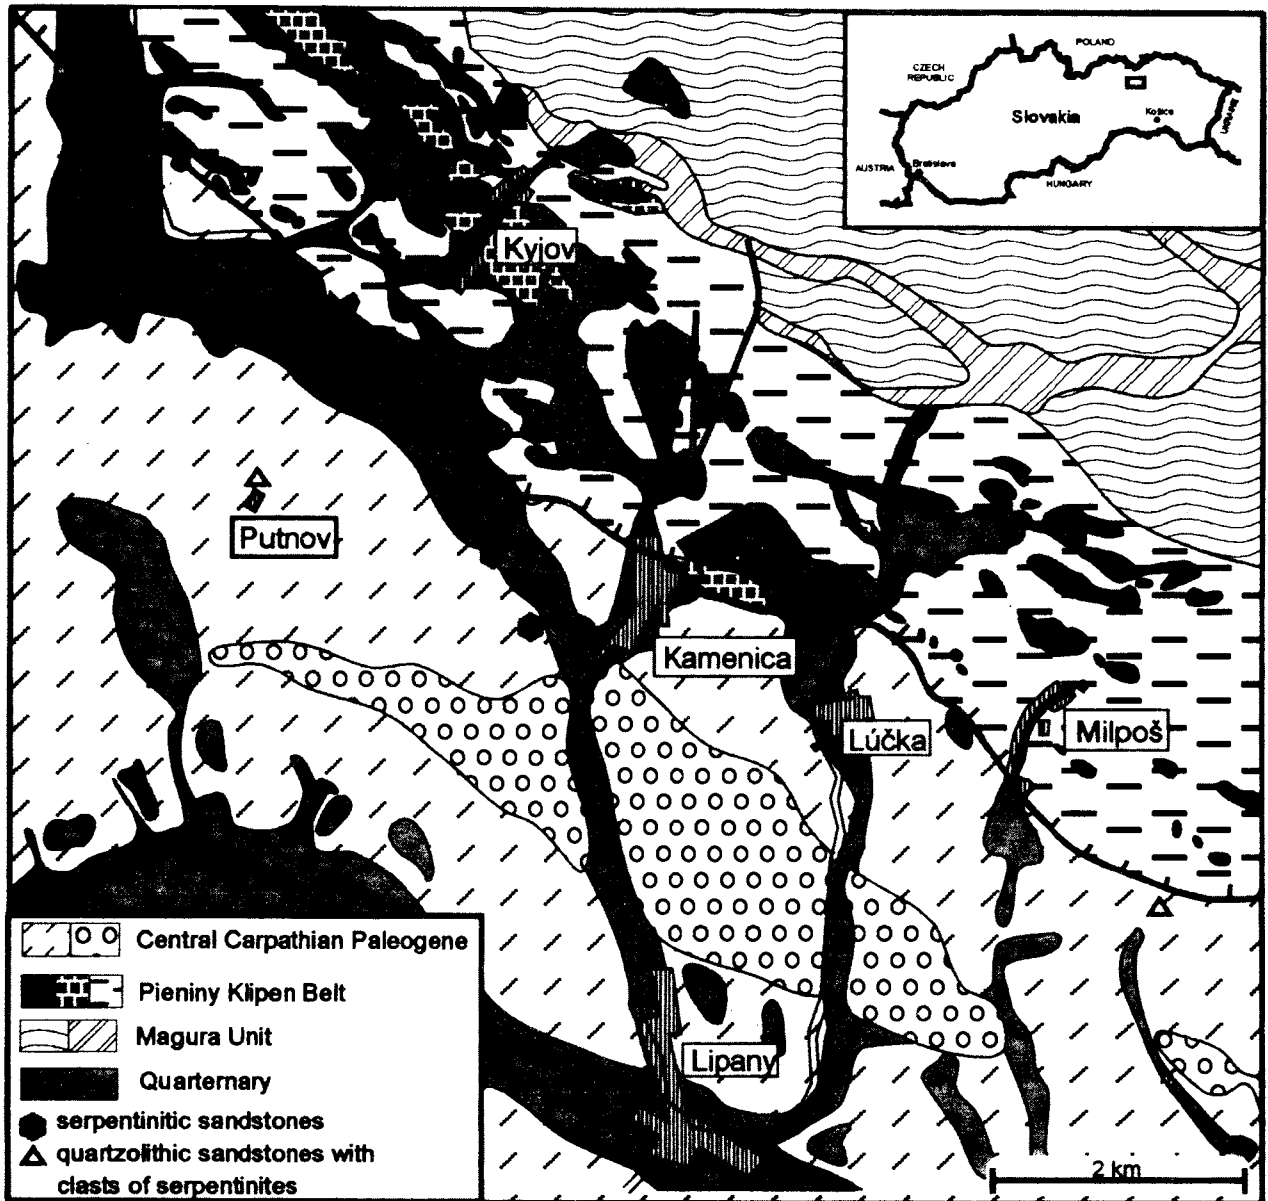 POLAND
CZECH
REPUBLIC
Slovakia
Košice
AUSTRIA
Bratislava
HUNGARY
Kyjov
Putnov
Kamenica
Lúčka
Milpoš
Lipany
Central Carpathian Paleogene
Pieniny Klipen Belt
Magura Unit
Quarternary
serpentinitic sandstones
quartzolithic sandstones with
clasts of serpentinites
2 km